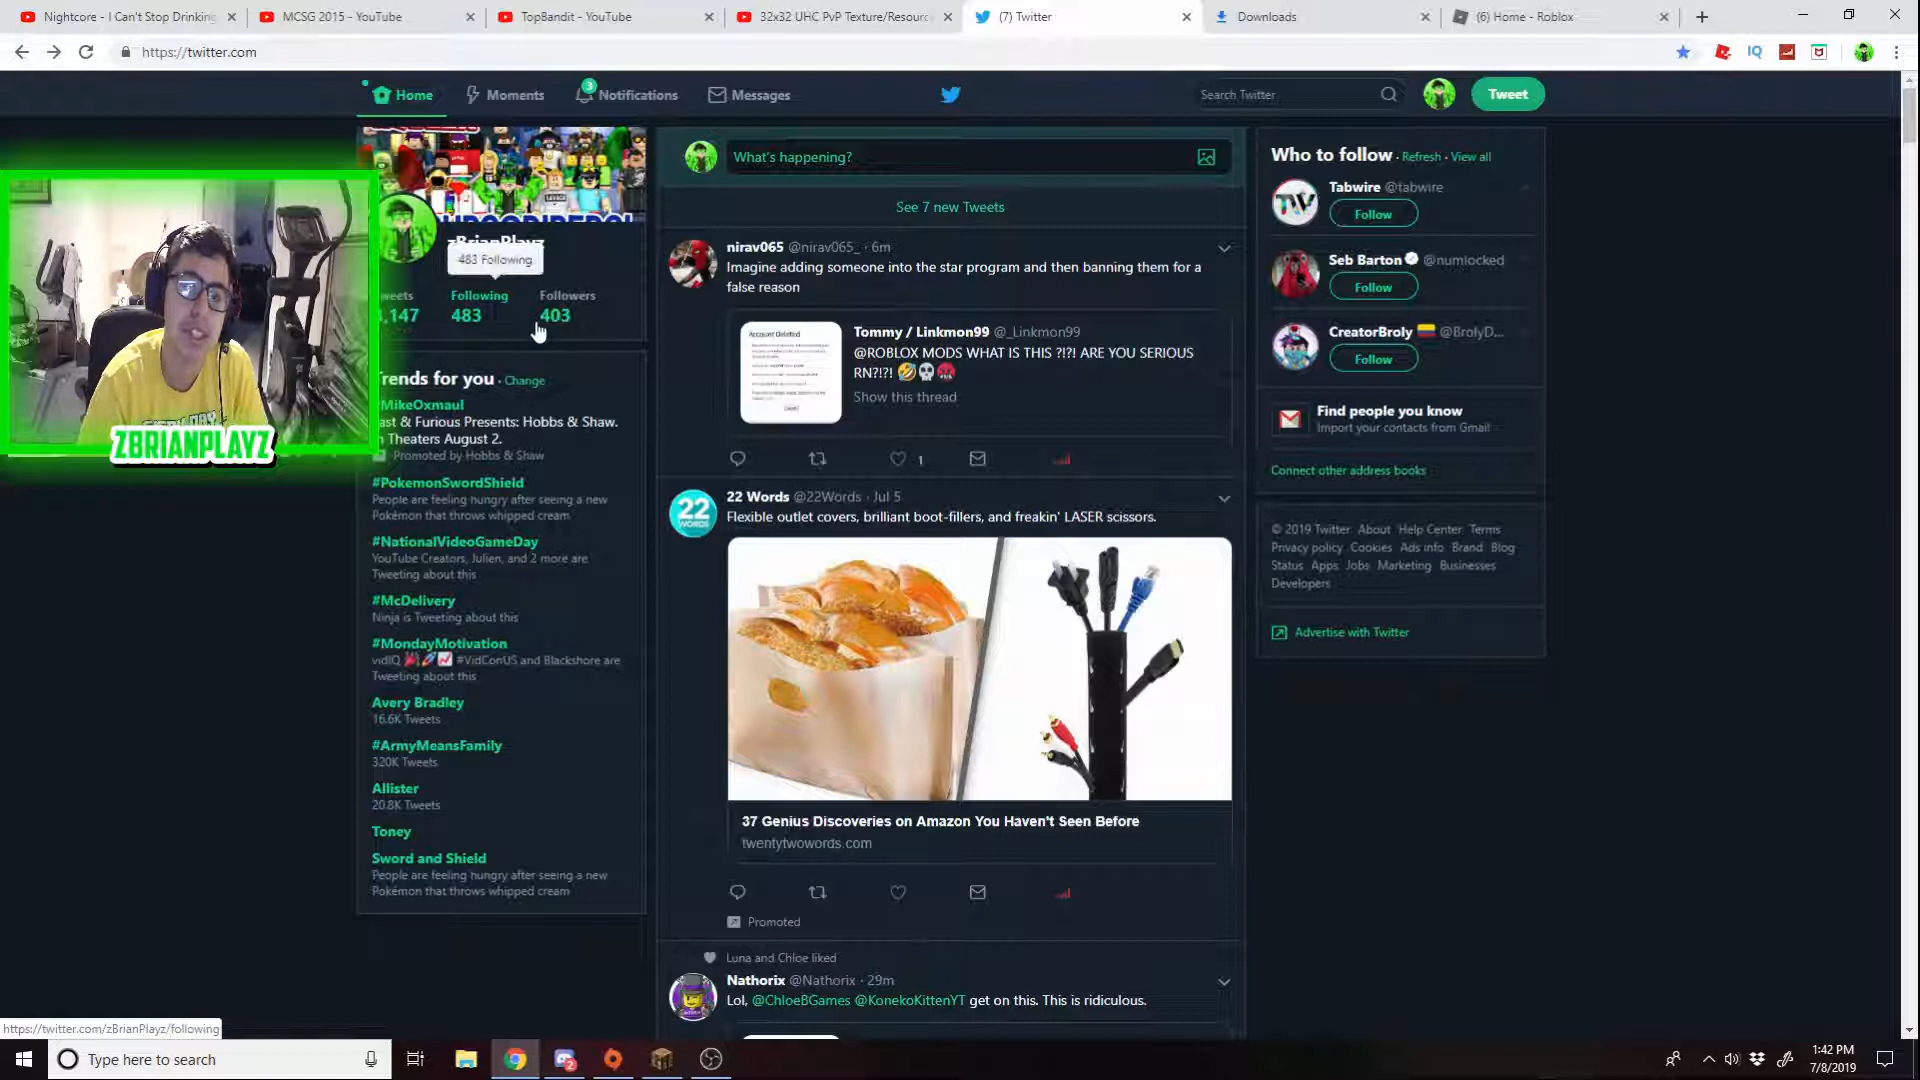 Nightcore - I Can't Stop Drinking
MCSG 2015 - YouTube
TopBandit - YouTube
32x32 UHC PvP Texture/Resourc
(7) Twitter
Downloads
(6) Home - Roblox
https://twitter.com
Home
Moments
3
Notifications
Messages
Search Twitter
Tweet
zBrianPlayz
483 Following
Following
Followers
483
403
ZBRIANPLAYZ
Trends for you · Change
#MikeOxmaul
Fast & Furious Presents: Hobbs & Shaw.
In Theaters August 2.
Promoted by Hobbs & Shaw
#PokemonSwordShield
People are feeling hungry after seeing a new
Pokémon that throws whipped cream
#NationalVideoGameDay
YouTube Creators, Julien, and 2 more are
Tweeting about this
#McDelivery
Ninja is Tweeting about this
#MondayMotivation
vidIQ 🎉🚀📈 #VidConUS and Blackshore are
Tweeting about this
Avery Bradley
16.6K Tweets
#ArmyMeansFamily
320K Tweets
Allister
20.8K Tweets
Toney
Sword and Shield
People are feeling hungry after seeing a new
Pokémon that throws whipped cream
What's happening?
See 7 new Tweets
nirav065 @nirav065_ · 6m
Imagine adding someone into the star program and then banning them for a
false reason
Account Deleted
Tommy / Linkmon99 @_Linkmon99
@ROBLOX MODS WHAT IS THIS ?!?! ARE YOU SERIOUS
RN?!?! 🤣💀🤬
Show this thread
1
22 Words @22Words · Jul 5
Flexible outlet covers, brilliant boot-fillers, and freakin' LASER scissors.
22
WORDS
37 Genius Discoveries on Amazon You Haven't Seen Before
twentytwowords.com
Promoted
Luna and Chloe liked
Nathorix @Nathorix · 29m
Lol, @ChloeBGames @KonekoKittenYT get on this. This is ridiculous.
Who to follow · Refresh · View all
Tabwire @tabwire
Follow
Seb Barton @numlocked
Follow
CreatorBroly 🇨🇴 @BrolyD...
Follow
Find people you know
Import your contacts from Gmail
Connect other address books
© 2019 Twitter About Help Center Terms
Privacy policy Cookies Ads info Brand Blog
Status Apps Jobs Marketing Businesses
Developers
Advertise with Twitter
https://twitter.com/zBrianPlayz/following
Type here to search
2
1:42 PM
7/8/2019